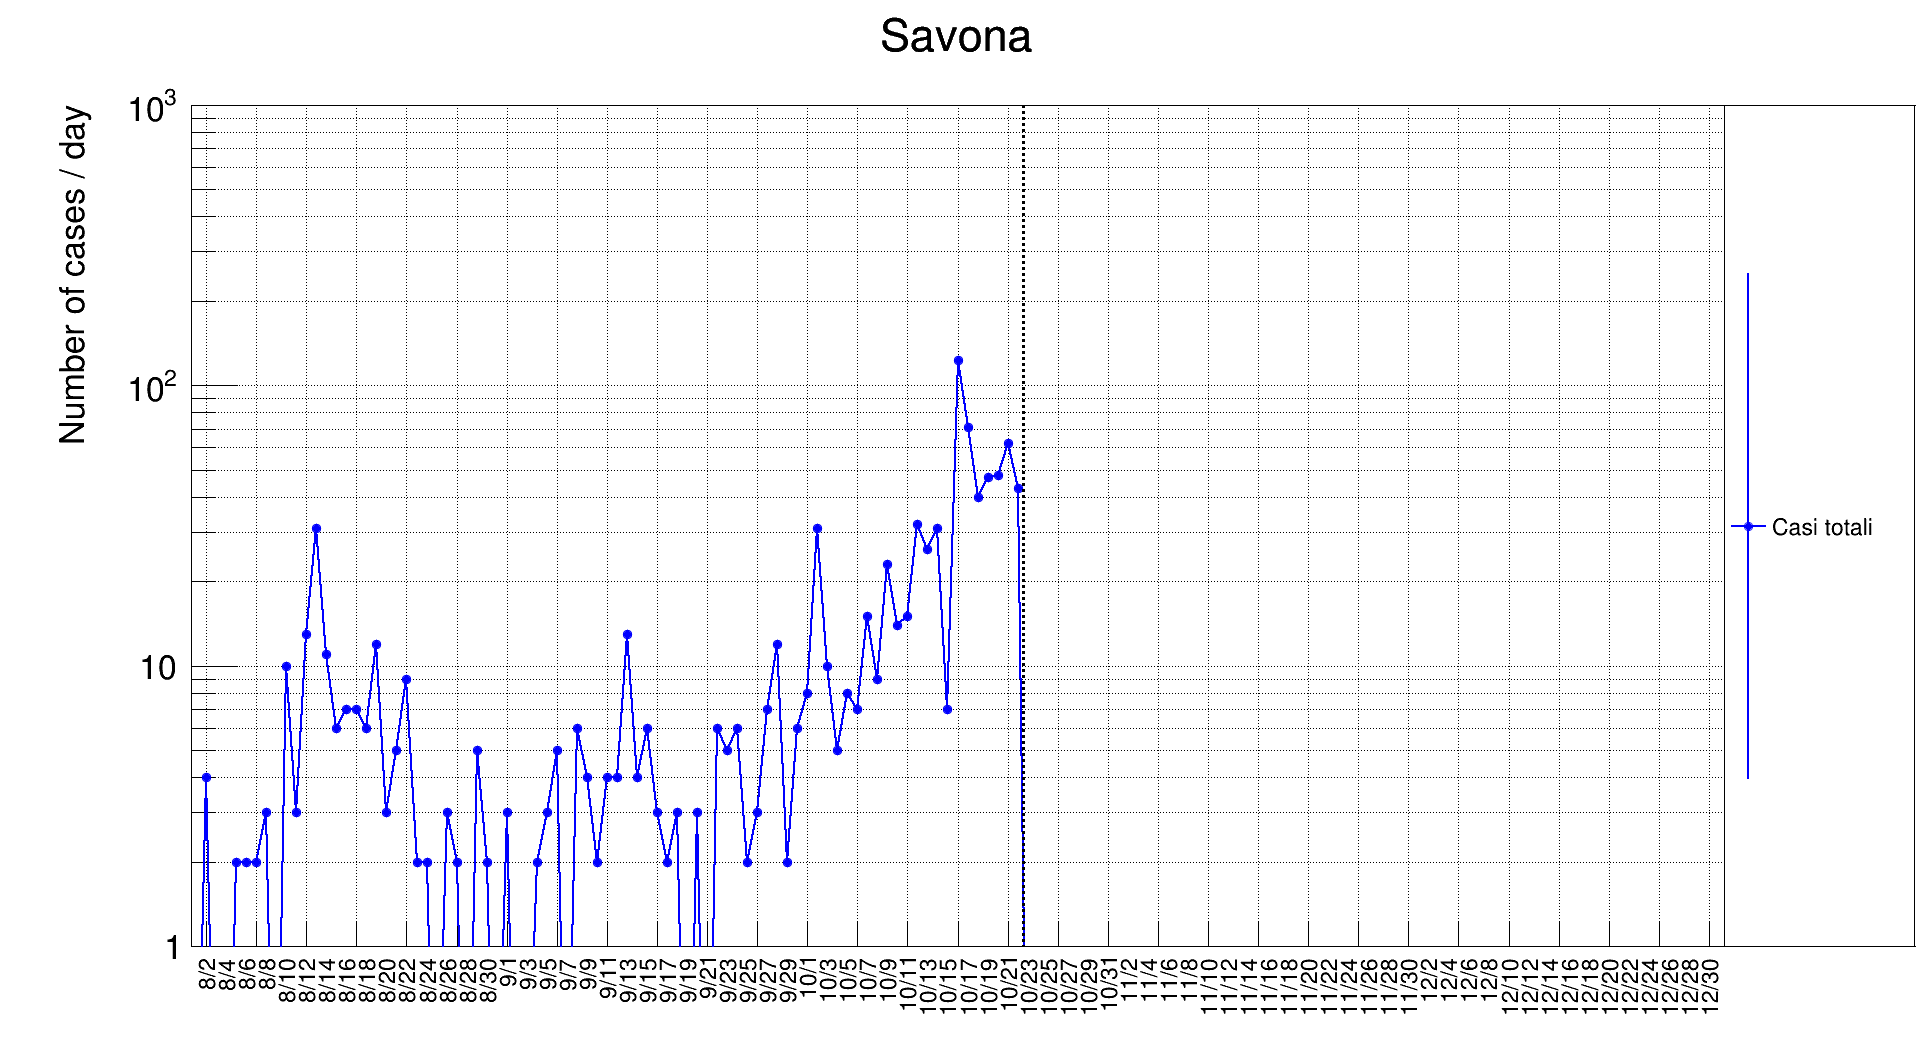 Savona
Number of cases / day
10³
10²
10
1
8/2 8/4 8/6 8/8 8/10 8/12 8/14 8/16 8/18 8/20 8/22 8/24 8/26 8/28 8/30 9/1 9/3 9/5 9/7 9/9 9/11 9/13 9/15 9/17 9/19 9/21 9/23 9/25 9/27 9/29 10/1 10/3 10/5 10/7 10/9 10/11 10/13 10/15 10/17 10/19 10/21 10/23 10/25 10/27 10/29 10/31 11/2 11/4 11/6 11/8 11/10 11/12 11/14 11/16 11/18 11/20 11/22 11/24 11/26 11/28 11/30 12/2 12/4 12/6 12/8 12/10 12/12 12/14 12/16 12/18 12/20 12/22 12/24 12/26 12/28 12/30
Casi totali